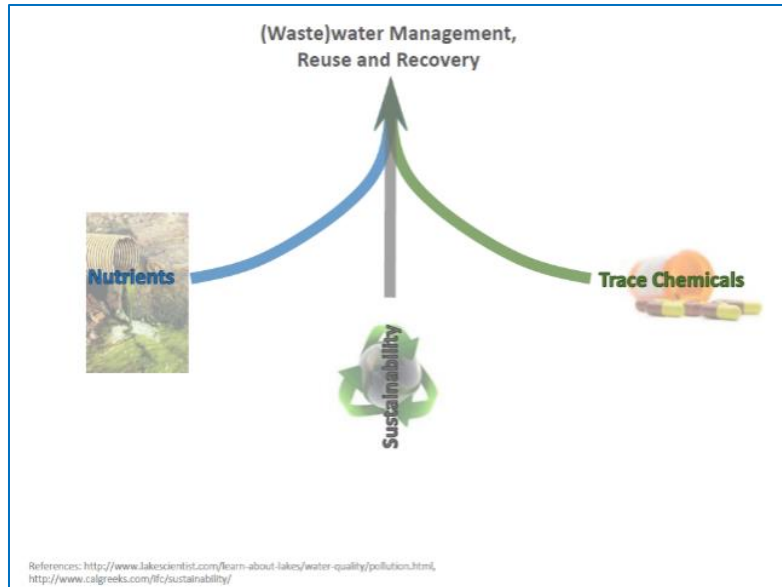 (Waste)water Management,
Reuse and Recovery
Nutrients
Trace Chemicals
Sustainability
References: http://www.lakescientist.com/learn-about-lakes/water-quality/pollution.html,
http://www.calgreeks.com/lfc/sustainability/